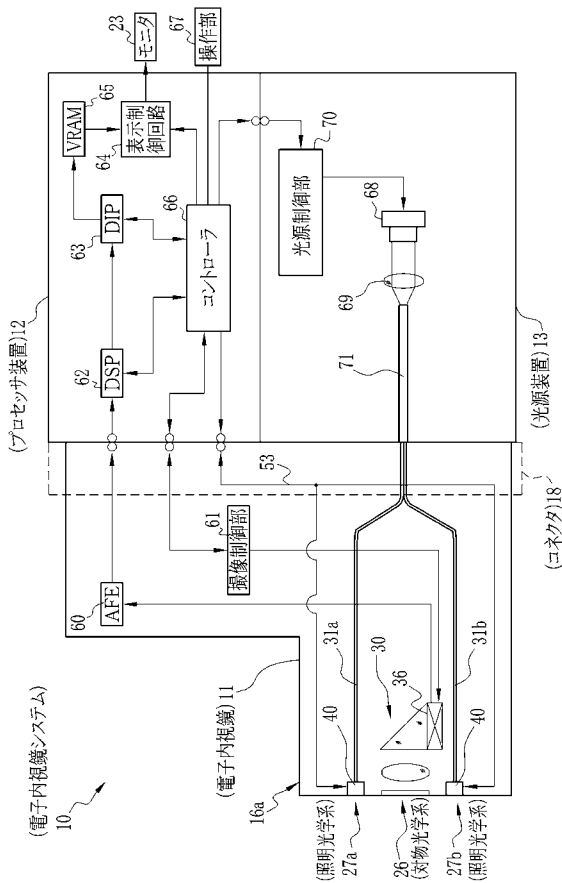 (電子内視鏡システム)
10
(プロセッサ装置)12
(電子内視鏡)11
16a
AFE
60
撮像制御部
61
DSP
62
DIP
63
VRAM
65
表示制
御回路
64
モニタ
23
コントローラ
66
操作部
67
53
光源制御部
70
68
69
71
(光源装置)13
(コネクタ)18
31a
30
36
31b
40
40
(照明光学系)
27a
26
(対物光学系)
27b
(照明光学系)